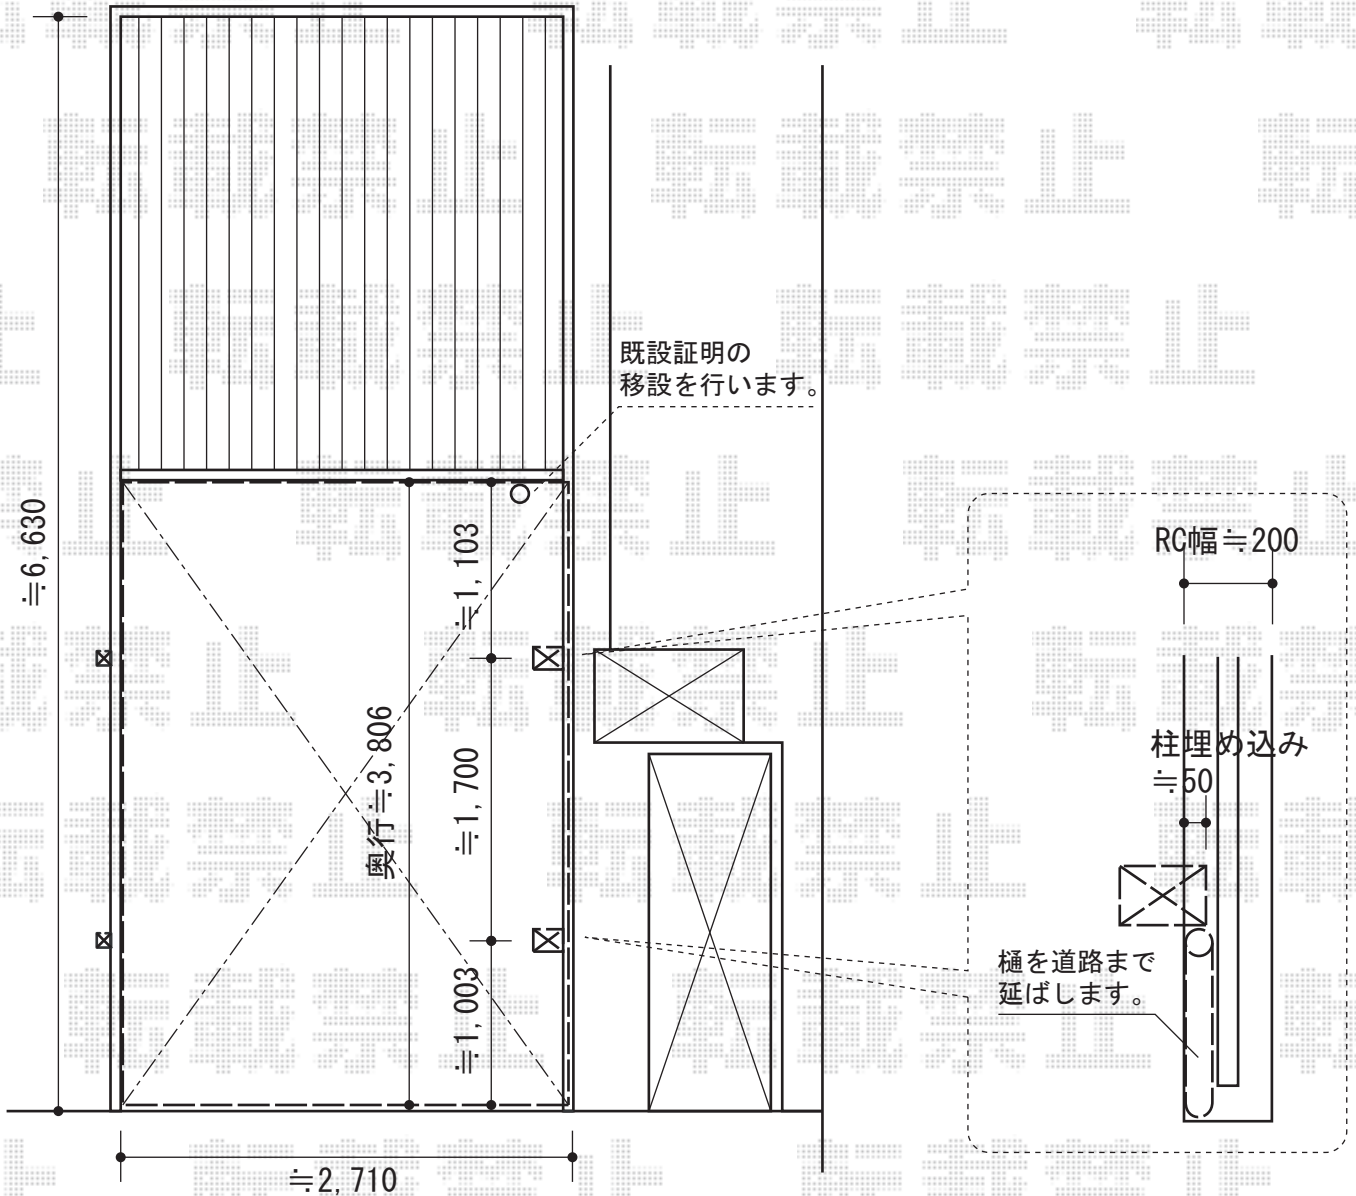 既設証明の
移設を行います。
≒6,630
≒1,103
奥行≒3,806
≒1,700
≒1,003
≒2,710
RC幅≒200
柱埋め込み
≒50
樋を道路まで
延ばします。
転載禁止